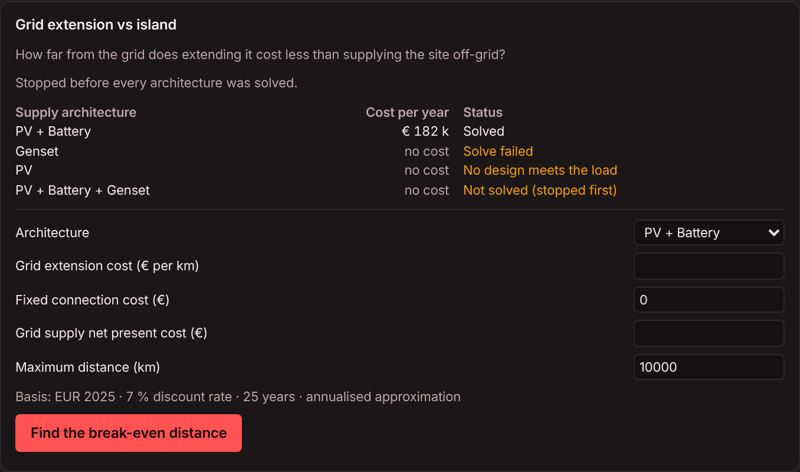 Grid extension vs island
How far from the grid does extending it cost less than supplying the site off-grid?
Stopped before every architecture was solved.
Supply architecture Cost per year Status
PV + Battery € 182 k Solved
Genset no cost Solve failed
PV no cost No design meets the load
PV + Battery + Genset no cost Not solved (stopped first)
Architecture PV + Battery
Grid extension cost (€ per km)
Fixed connection cost (€) 0
Grid supply net present cost (€)
Maximum distance (km) 10000
Basis: EUR 2025 · 7 % discount rate · 25 years · annualised approximation
Find the break-even distance